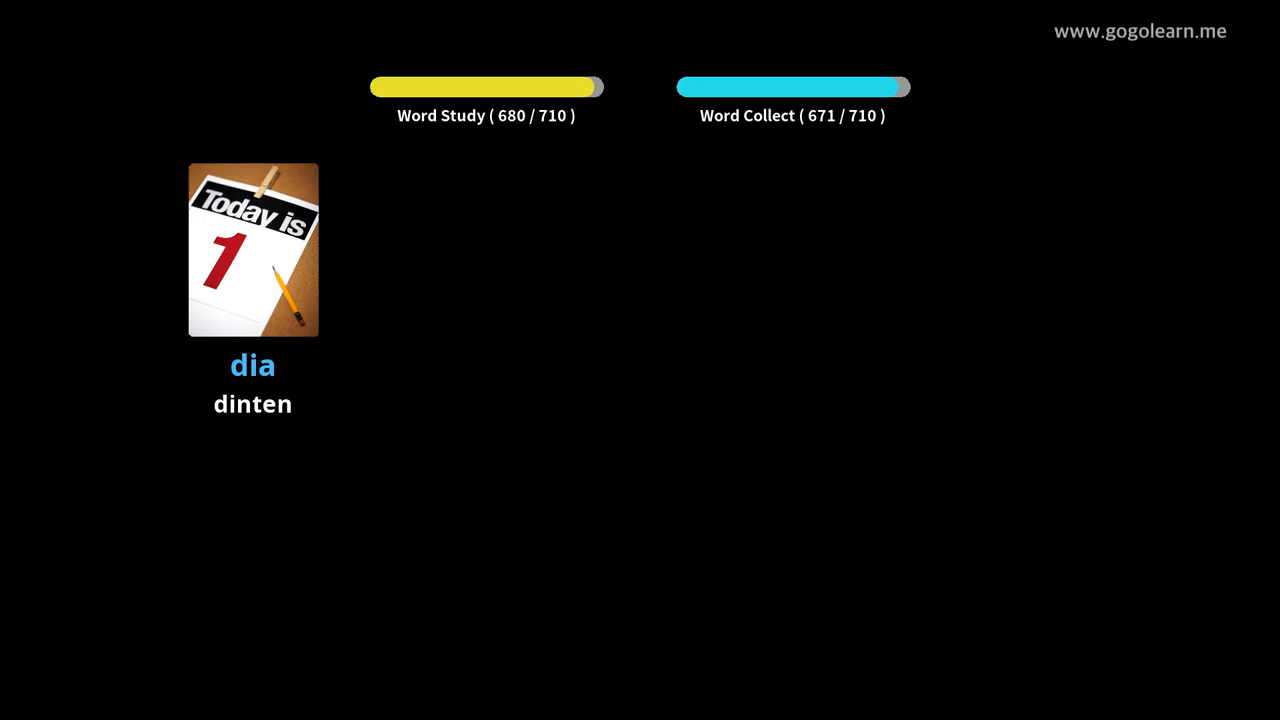 www.gogolearn.me
Word Study ( 680 / 710 )
Word Collect ( 671 / 710 )
Today is
1
dia
dinten